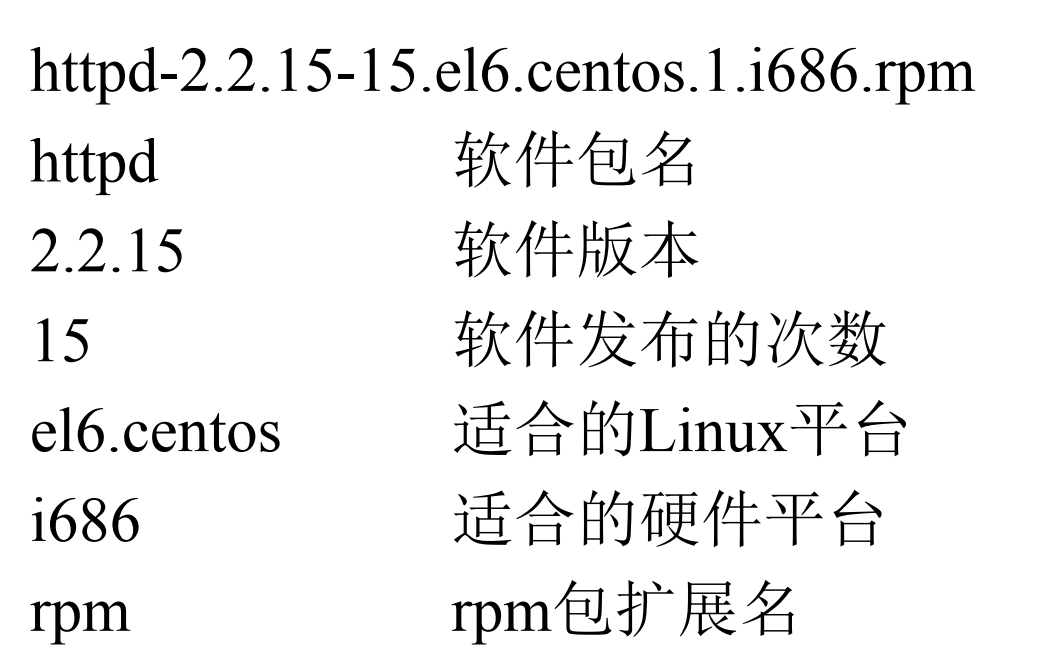 httpd-2.2.15-15.el6.centos.1.i686.rpm
httpd 软件包名
2.2.15 软件版本
15 软件发布的次数
el6.centos 适合的Linux平台
i686 适合的硬件平台
rpm rpm包扩展名